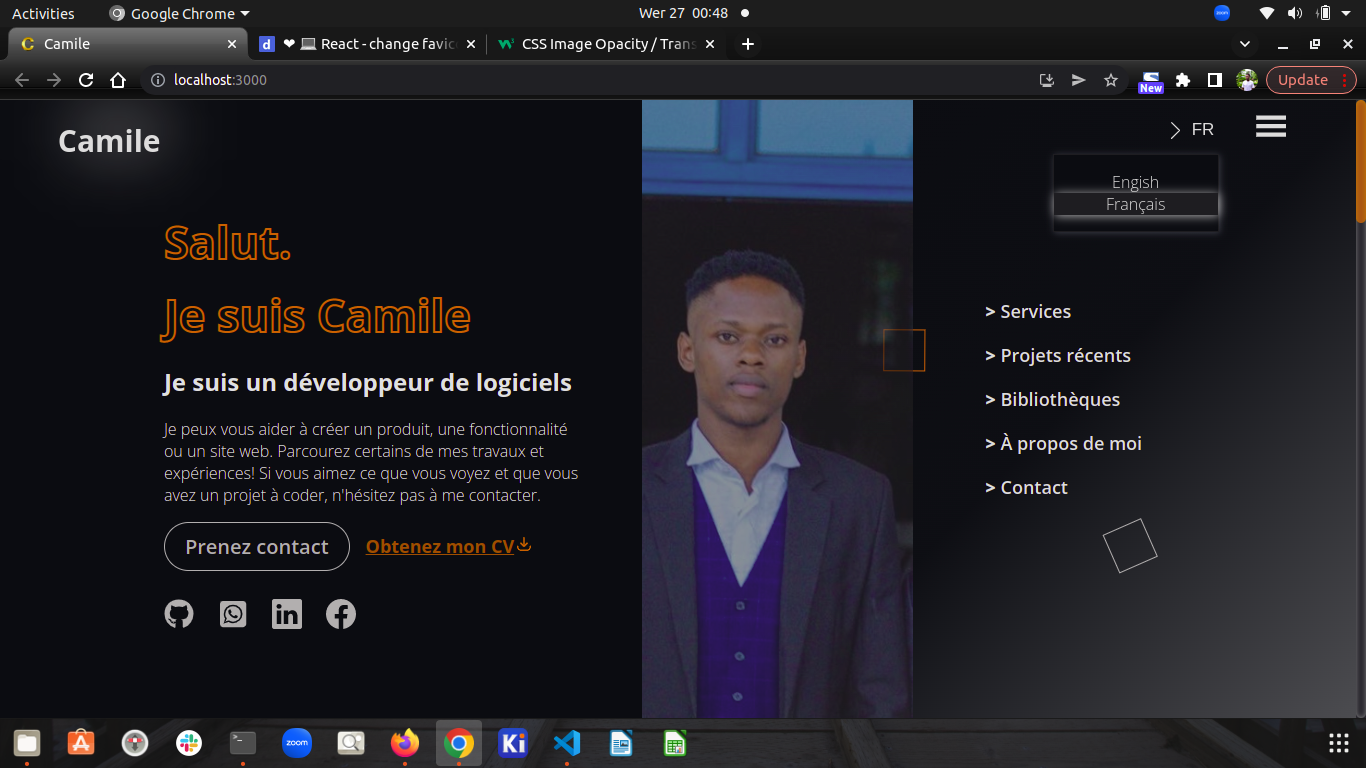 Activities
Google Chrome
Wer 27 00:48
zoom
Camile
d
React - change favic
CSS Image Opacity / Trans
localhost:3000
New
Update
Camile
FR
Engish
Français
Salut.
Je suis Camile
Je suis un développeur de logiciels
Je peux vous aider à créer un produit, une fonctionnalité
ou un site web. Parcourez certains de mes travaux et
expériences! Si vous aimez ce que vous voyez et que vous
avez un projet à coder, n'hésitez pas à me contacter.
Prenez contact
Obtenez mon CV
> Services
> Projets récents
> Bibliothèques
> À propos de moi
> Contact
in
zoom
Ki